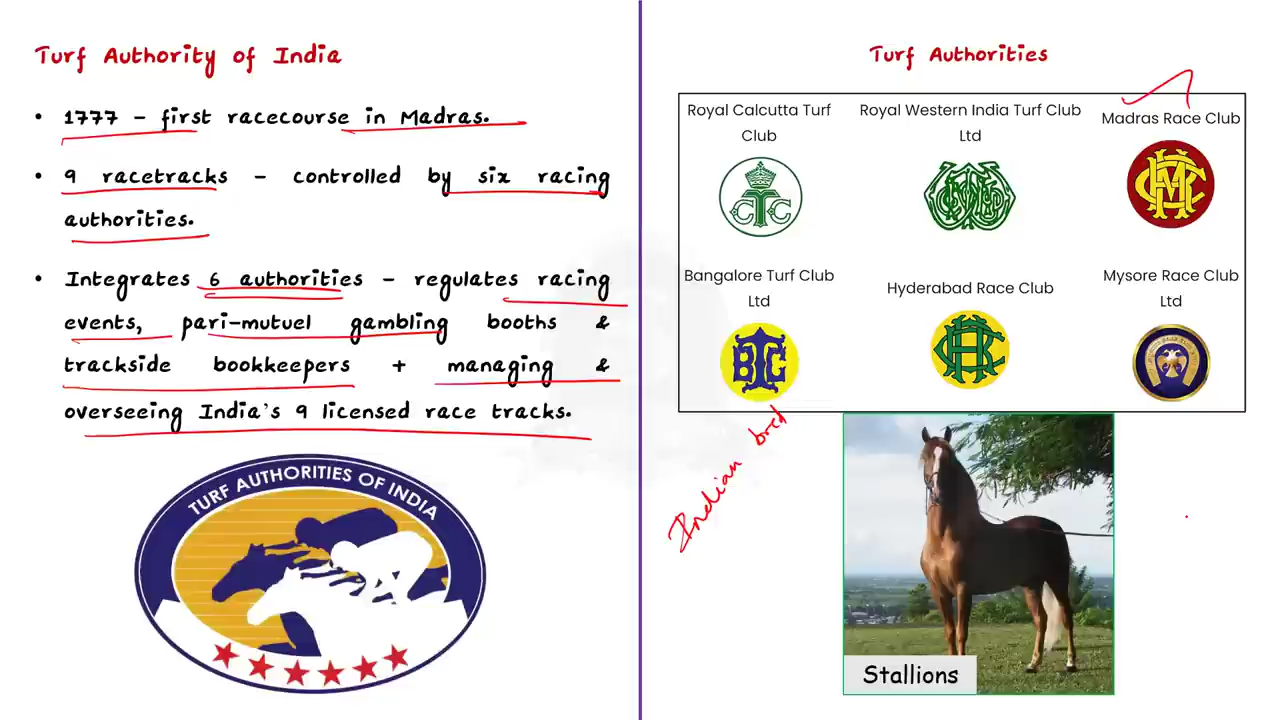 Turf Authority of India
• 1777 – first racecourse in Madras.
• 9 racetracks – controlled by six racing
authorities.
• Integrates 6 authorities – regulates racing
events, pari-mutuel gambling booths &
trackside bookkeepers + managing &
overseeing India's 9 licensed race tracks.
TURF AUTHORITIES OF INDIA
Turf Authorities
Royal Calcutta Turf
Club
Royal Western India Turf Club
Ltd
Madras Race Club
Bangalore Turf Club
Ltd
Hyderabad Race Club
Mysore Race Club
Ltd
BTC
Indian bred
Stallions